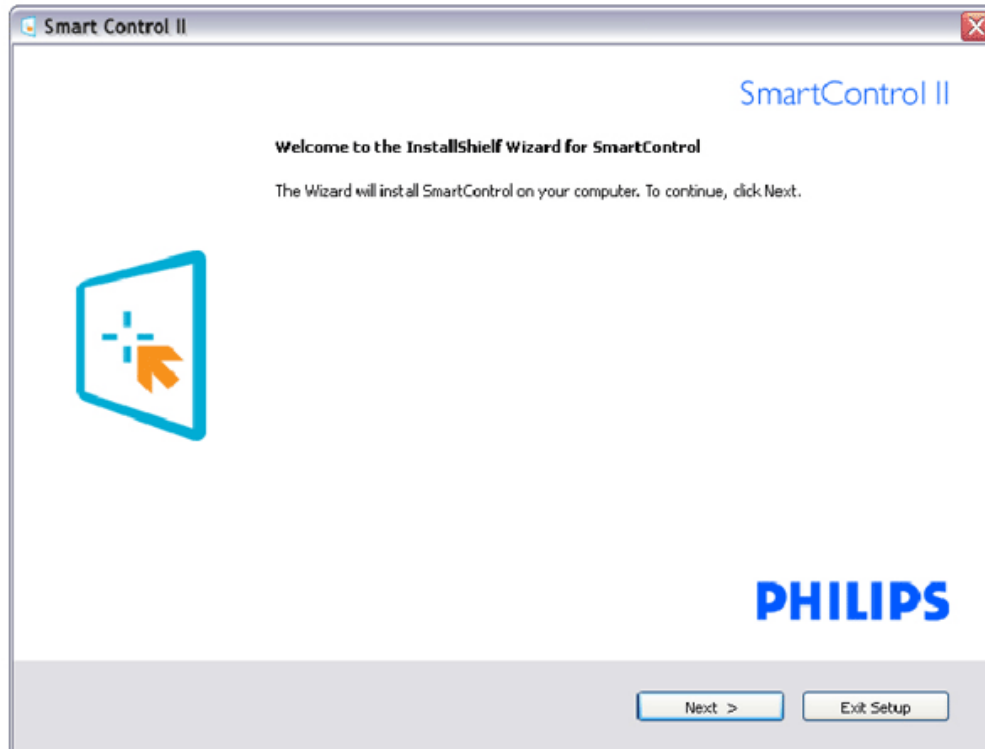 Smart Control II
SmartControl II
Welcome to the InstallShielf Wizard for SmartControl
The Wizard will install SmartControl on your computer. To continue, click Next.
PHILIPS
Next >
Exit Setup